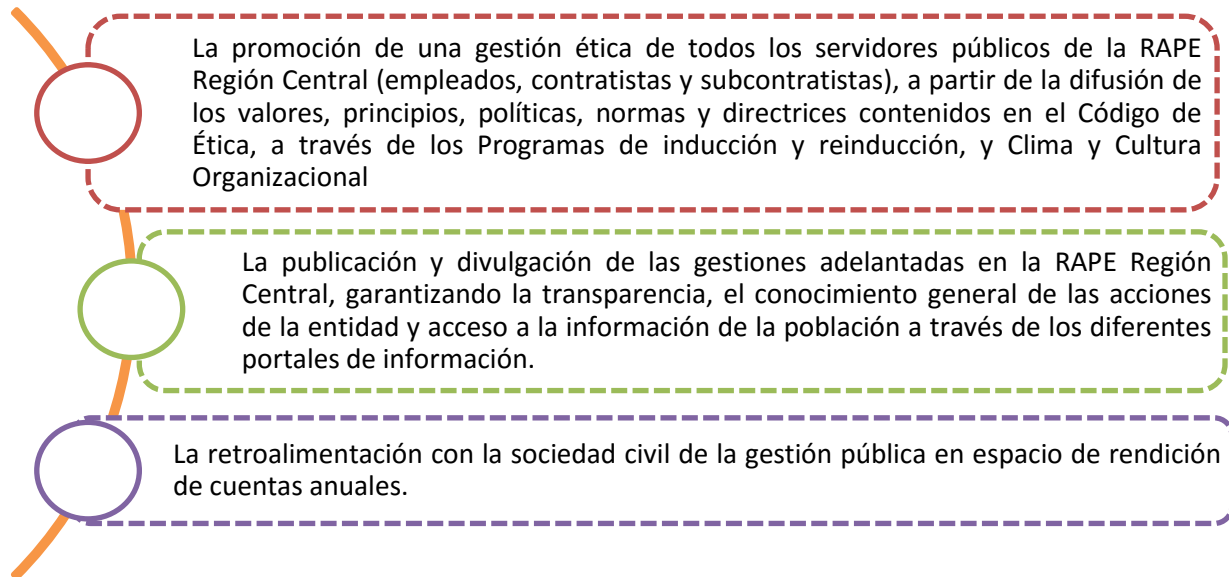 La promoción de una gestión ética de todos los servidores públicos de la RAPE
Región Central (empleados, contratistas y subcontratistas), a partir de la difusión de
los valores, principios, políticas, normas y directrices contenidos en el Código de
Ética, a través de los Programas de inducción y reinducción, y Clima y Cultura
Organizacional
La publicación y divulgación de las gestiones adelantadas en la RAPE Región
Central, garantizando la transparencia, el conocimiento general de las acciones
de la entidad y acceso a la información de la población a través de los diferentes
portales de información.
La retroalimentación con la sociedad civil de la gestión pública en espacio de rendición
de cuentas anuales.